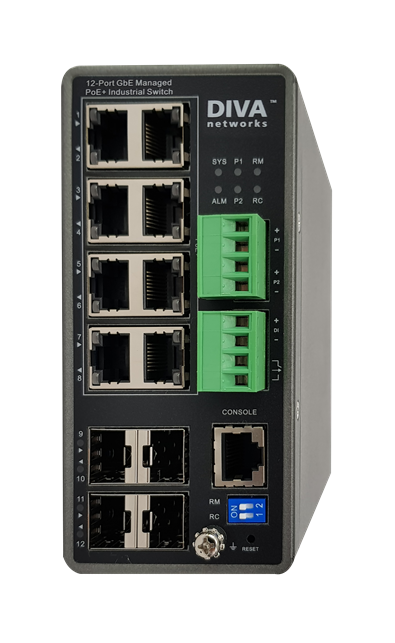 12-Port GbE Managed
PoE+ Industrial Switch
DIVA™
networks
1
2
3
4
5
6
7
8
9
10
11
12
SYS P1 RM
ALM P2 RC
+
P1
-
+
P2
-
+
DI
-
CONSOLE
RM
RC
ON
1 2
RESET